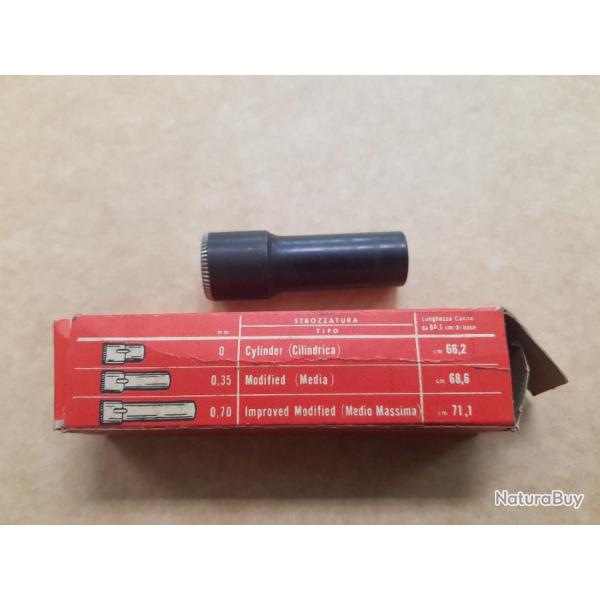 STROZZATURA
Lunghezza Canna
mm
TIPO
da 60,5 cm di base
0 Cylinder (Cilindrica) cm 66,2
0,35 Modified (Media) cm 68,6
0,70 Improved Modified (Medio Massima) cm 71,1
NaturaBuy